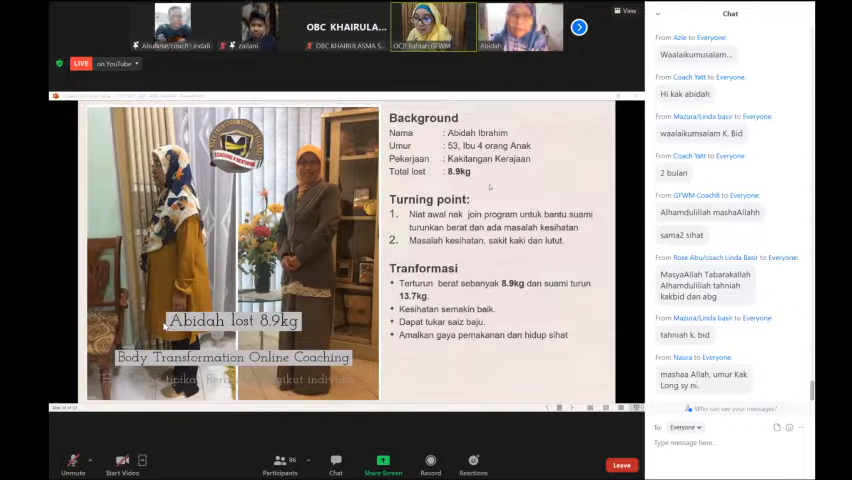 View
OBC KHAIRULA...
AbuRose/coach Lindali
zailani
OBC KHAIRULASMA S...
OCP Bahiah GFWM
Abidah
LIVE
on YouTube
Background
Nama : Abidah Ibrahim
Umur : 53, Ibu 4 orang Anak
Pekerjaan : Kakitangan Kerajaan
Total lost : 8.9kg
Turning point:
1. Niat awal nak join program untuk bantu suami
turunkan berat dan ada masalah kesihatan
2. Masalah kesihatan, sakit kaki dan lutut.
Tranformasi
• Terturun berat sebanyak 8.9kg dan suami turun
13.7kg.
• Kesihatan semakin baik.
• Dapat tukar saiz baju.
• Amalkan gaya pemakanan dan hidup sihat
COACHING & MENTORING
Abidah lost 8.9kg
Body Transformation Online Coaching
Unmute
Start Video
Participants
86
Chat
Share Screen
Record
Reactions
Leave
Chat
From Azie to Everyone:
Waalaikumusalam...
From Coach Yatt to Everyone:
Hi kak abidah
From Mazura/Linda basir to Everyone:
waalaikumsalam K. Bid
From Coach Yatt to Everyone:
2 bulan
From GFWM CoachB to Everyone:
Alhamdulillah mashaAllahh
sama2 sihat
From Rose Abu/coach Linda Basir to Everyone:
MasyaAllah Tabarakallah
Alhamdulillah tahniah
kakbid dan abg
From Mazura/Linda basir to Everyone:
tahniah k. bid
From Naura to Everyone:
mashaa Allah, umur Kak
Long sy ni.
Who can see your messages?
To: Everyone
Type message here...